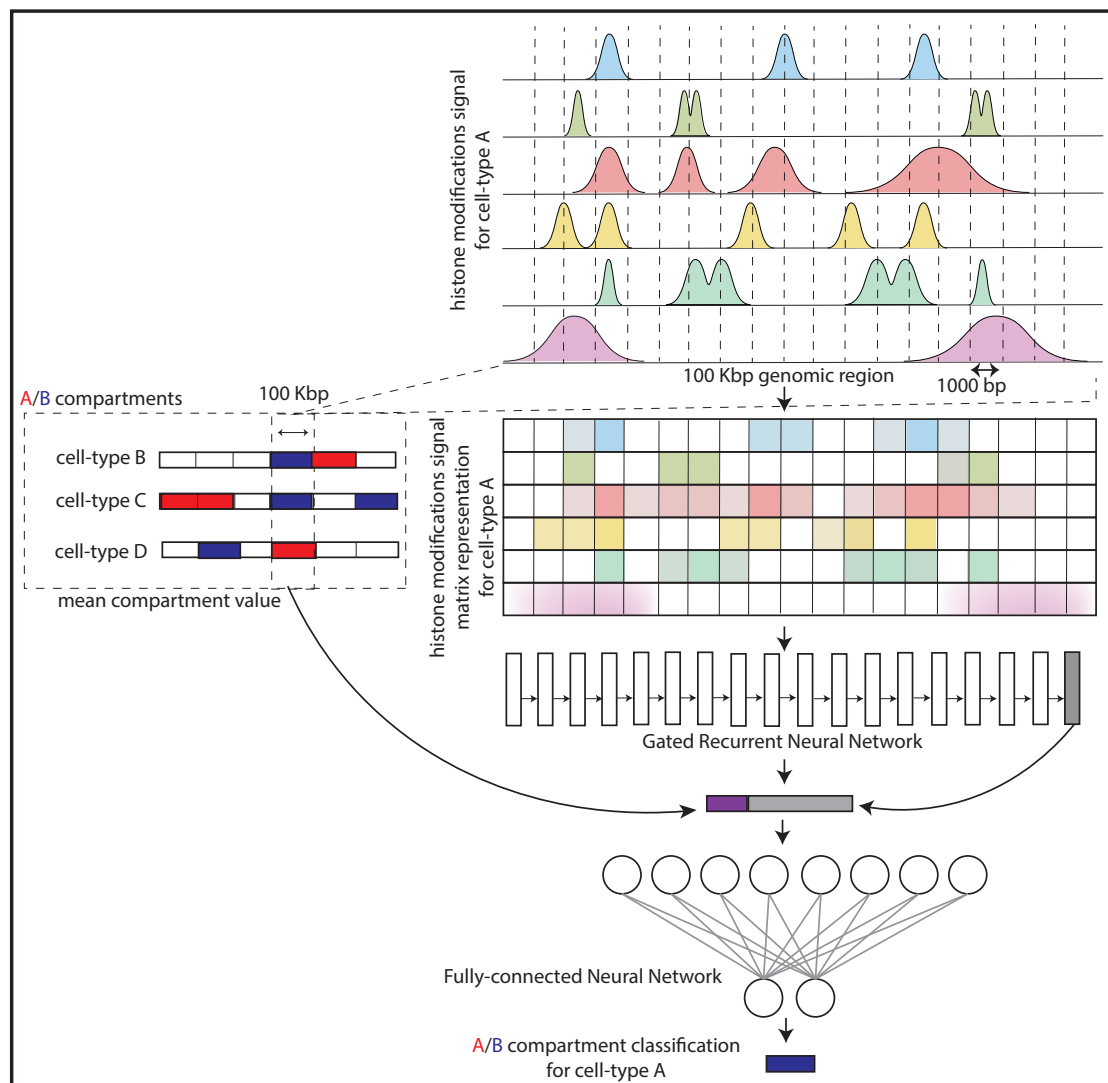 histone modifications signal
for cell-type A
100 Kbp genomic region
1000 bp
A/B compartments
100 Kbp
cell-type B
cell-type C
cell-type D
mean compartment value
histone modifications signal
matrix representation
for cell-type A
Gated Recurrent Neural Network
Fully-connected Neural Network
A/B compartment classification
for cell-type A